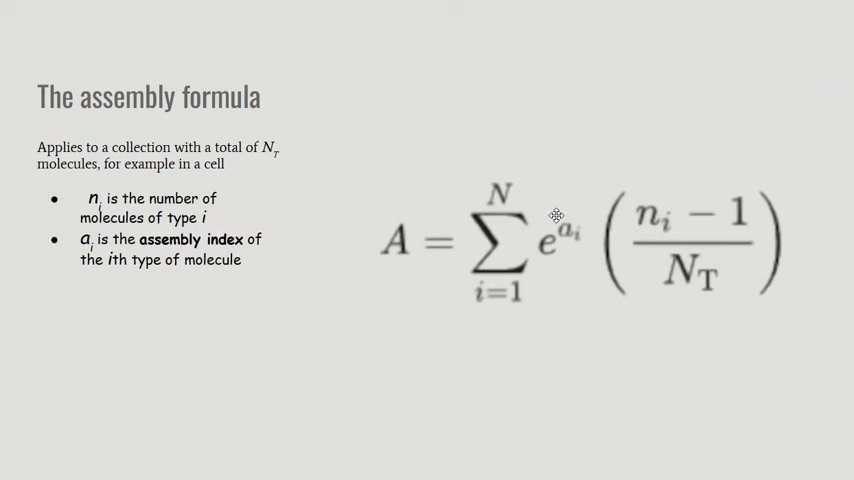 The assembly formula
Applies to a collection with a total of N_T
molecules, for example in a cell
● n_i is the number of
molecules of type i
● a_i is the assembly index of
the ith type of molecule
A = \sum_{i=1}^{N} e^{a_i} \left( \frac{n_i - 1}{N_T} \right)